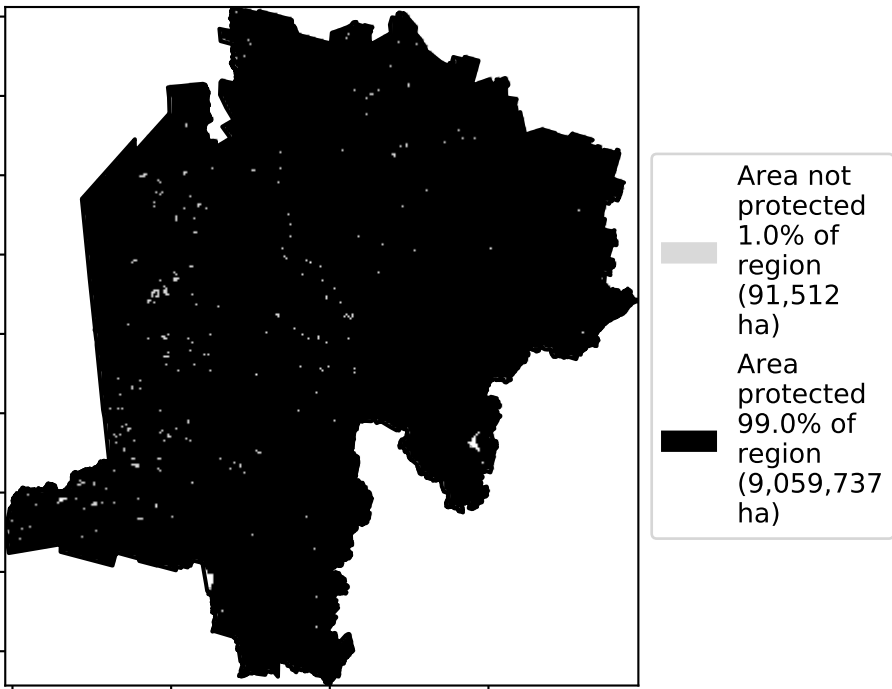 Area not
protected
1.0% of
region
(91,512
ha)
Area
protected
99.0% of
region
(9,059,737
ha)